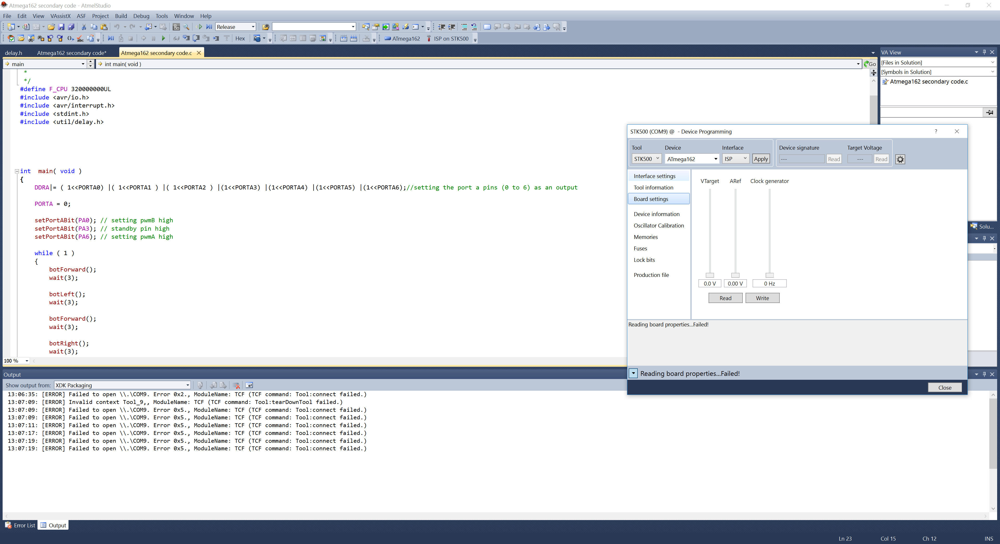 Atmega162 secondary code - AtmelStudio
File Edit View VAssistX ASF Project Build Debug Tools Window Help
Release
Hex ATmega162 ISP on STK500
delay.h Atmega162 secondary code* Atmega162 secondary code.c
main int main( void ) Go
*
*/
#define F_CPU 320000000UL
#include <avr/io.h>
#include <avr/interrupt.h>
#include <stdint.h>
#include <util/delay.h>
int  main( void )
{
DDRA|= ( 1<<PORTA0) |( 1<<PORTA1 ) |( 1<<PORTA2 ) |(1<<PORTA3) |(1<<PORTA4) |(1<<PORTA5) |(1<<PORTA6);//setting the port a pins (0 to 6) as an output
PORTA = 0;
setPortABit(PA0); // setting pwmB high
setPortABit(PA3); // standby pin high
setPortABit(PA6); // setting pwmA high
while ( 1 )
{
botForward();
wait(3);
botLeft();
wait(3);
botForward();
wait(3);
botRight();
wait(3);
100 %
VA View
[Files in Solution]
[Symbols in Solution]
Atmega162 secondary code.c
Solu...
STK500 (COM9) @  - Device Programming
Tool Device Interface Device signature Target Voltage
STK500 ATmega162 ISP Apply --- Read --- Read
Interface settings
Tool information
Board settings
Device information
Oscillator Calibration
Memories
Fuses
Lock bits
Production file
VTarget ARef Clock generator
0.0 V 0.00 V 0 Hz
Read Write
Reading board properties...Failed!
Reading board properties...Failed!
Close
Output
Show output from: XDK Packaging
13:06:35: [ERROR] Failed to open \\.\COM9. Error 0x2., ModuleName: TCF (TCF command: Tool:connect failed.)
13:07:09: [ERROR] Invalid context Tool_9,, ModuleName: TCF (TCF command: Tool:tearDownTool failed.)
13:07:09: [ERROR] Failed to open \\.\COM9. Error 0x5., ModuleName: TCF (TCF command: Tool:connect failed.)
13:07:09: [ERROR] Failed to open \\.\COM9. Error 0x5., ModuleName: TCF (TCF command: Tool:connect failed.)
13:07:11: [ERROR] Failed to open \\.\COM9. Error 0x5., ModuleName: TCF (TCF command: Tool:connect failed.)
13:07:17: [ERROR] Failed to open \\.\COM9. Error 0x5., ModuleName: TCF (TCF command: Tool:connect failed.)
13:07:19: [ERROR] Failed to open \\.\COM9. Error 0x5., ModuleName: TCF (TCF command: Tool:connect failed.)
13:07:19: [ERROR] Failed to open \\.\COM9. Error 0x5., ModuleName: TCF (TCF command: Tool:connect failed.)
Error List Output
Ln 23 Col 15 Ch 12 INS